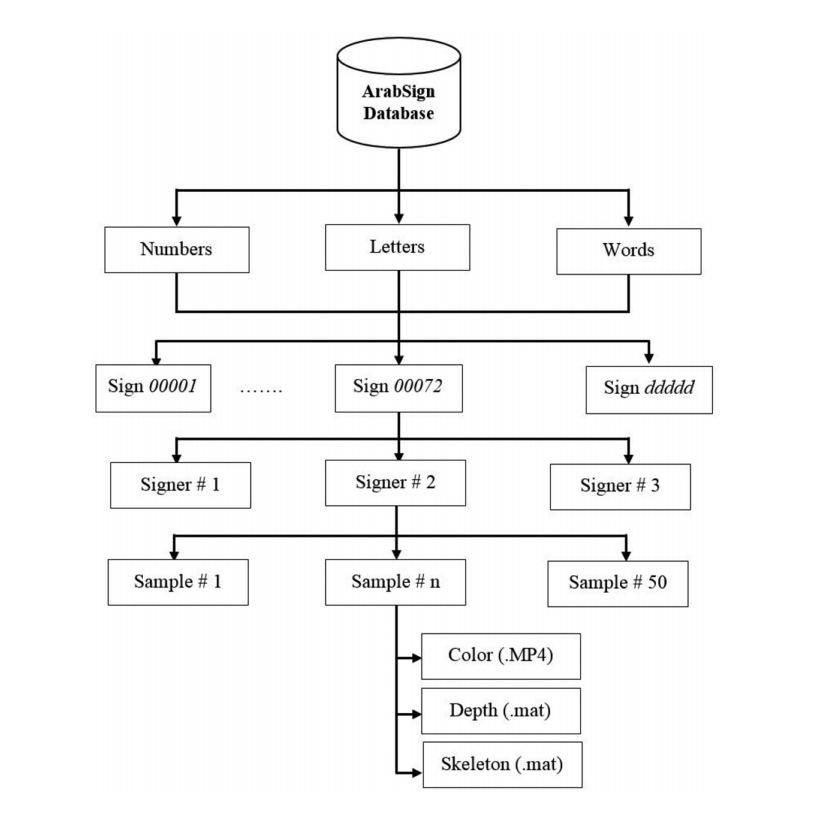 ArabSign
Database
Numbers
Letters
Words
Sign 00001
.......
Sign 00072
Sign ddddd
Signer # 1
Signer # 2
Signer # 3
Sample # 1
Sample # n
Sample # 50
Color (.MP4)
Depth (.mat)
Skeleton (.mat)